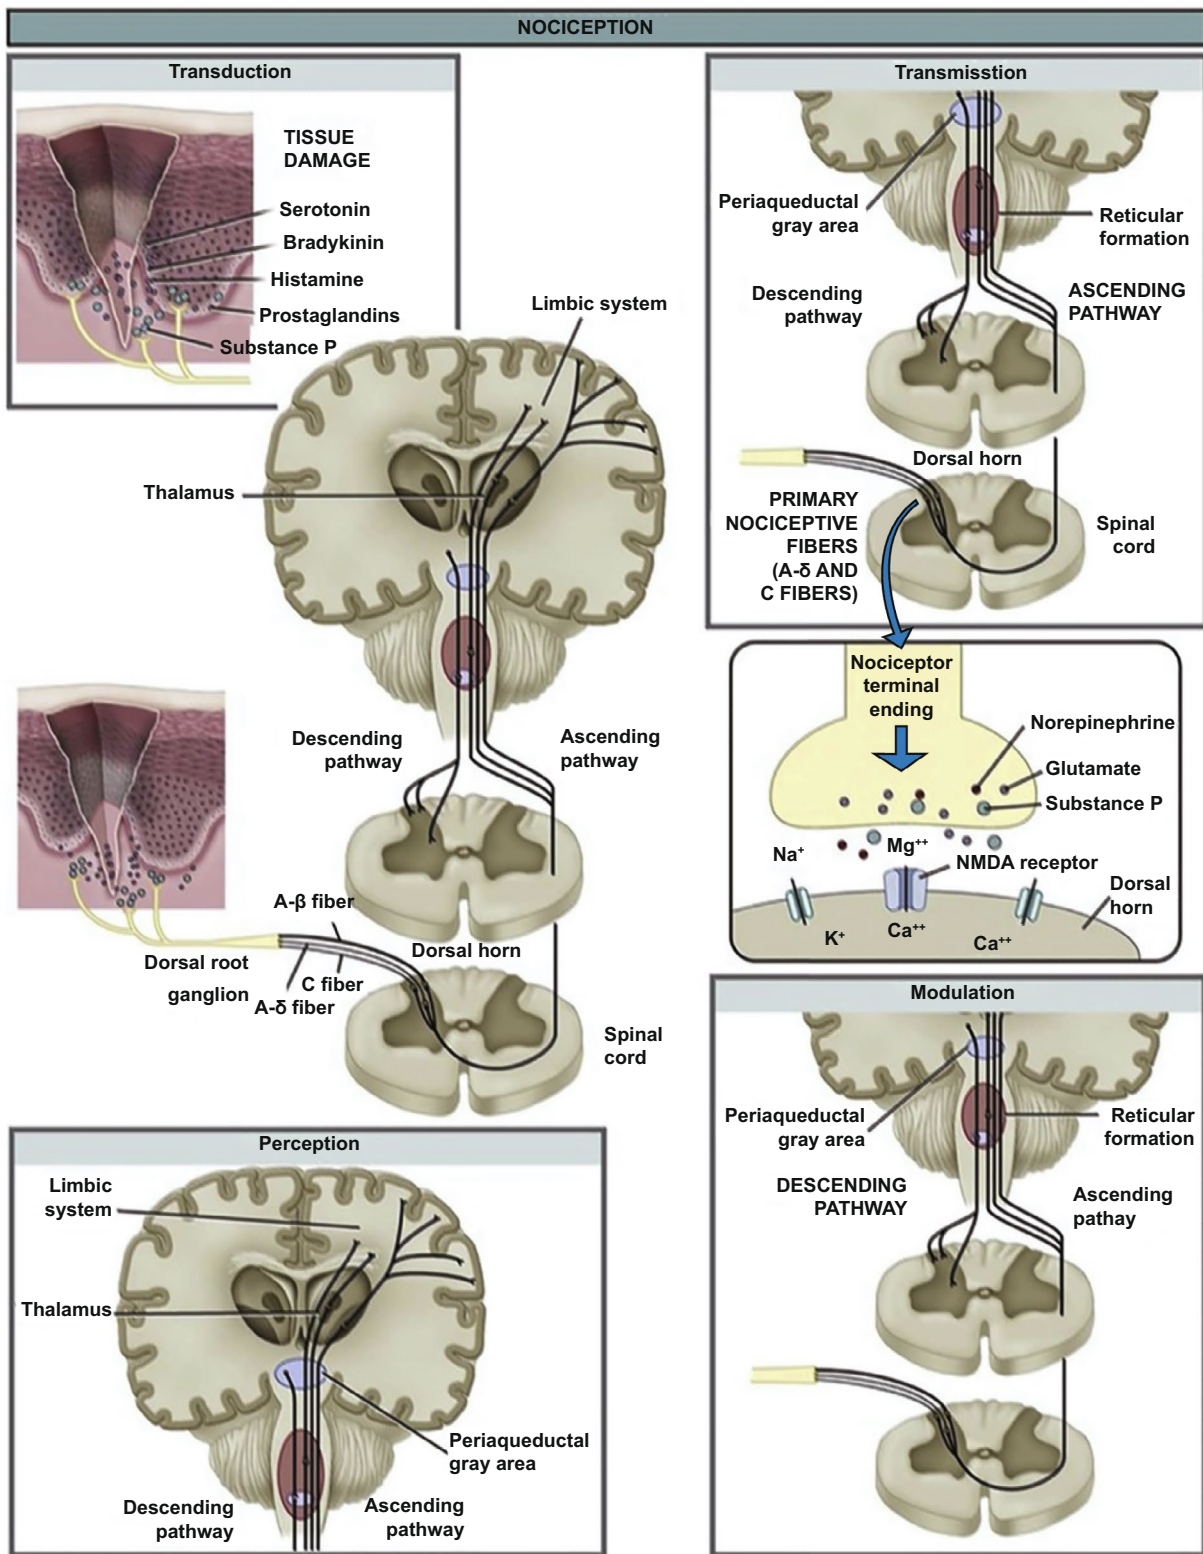 NOCICEPTION
Transduction
TISSUE
DAMAGE
Serotonin
Bradykinin
Histamine
Prostaglandins
Substance P
Limbic system
Thalamus
Descending
pathway
Ascending
pathway
A-β fiber
Dorsal horn
Dorsal root
ganglion
C fiber
A-δ fiber
Spinal
cord
Perception
Limbic
system
Thalamus
Periaqueductal
gray area
Descending
pathway
Ascending
pathway
Transmisstion
Periaqueductal
gray area
Reticular
formation
Descending
pathway
ASCENDING
PATHWAY
Dorsal horn
PRIMARY
NOCICEPTIVE
FIBERS
(A-δ AND
C FIBERS)
Spinal
cord
Nociceptor
terminal
ending
Norepinephrine
Glutamate
Substance P
Na+
Mg++
NMDA receptor
Dorsal
horn
K+
Ca++
Ca++
Modulation
Periaqueductal
gray area
Reticular
formation
DESCENDING
PATHWAY
Ascending
pathay